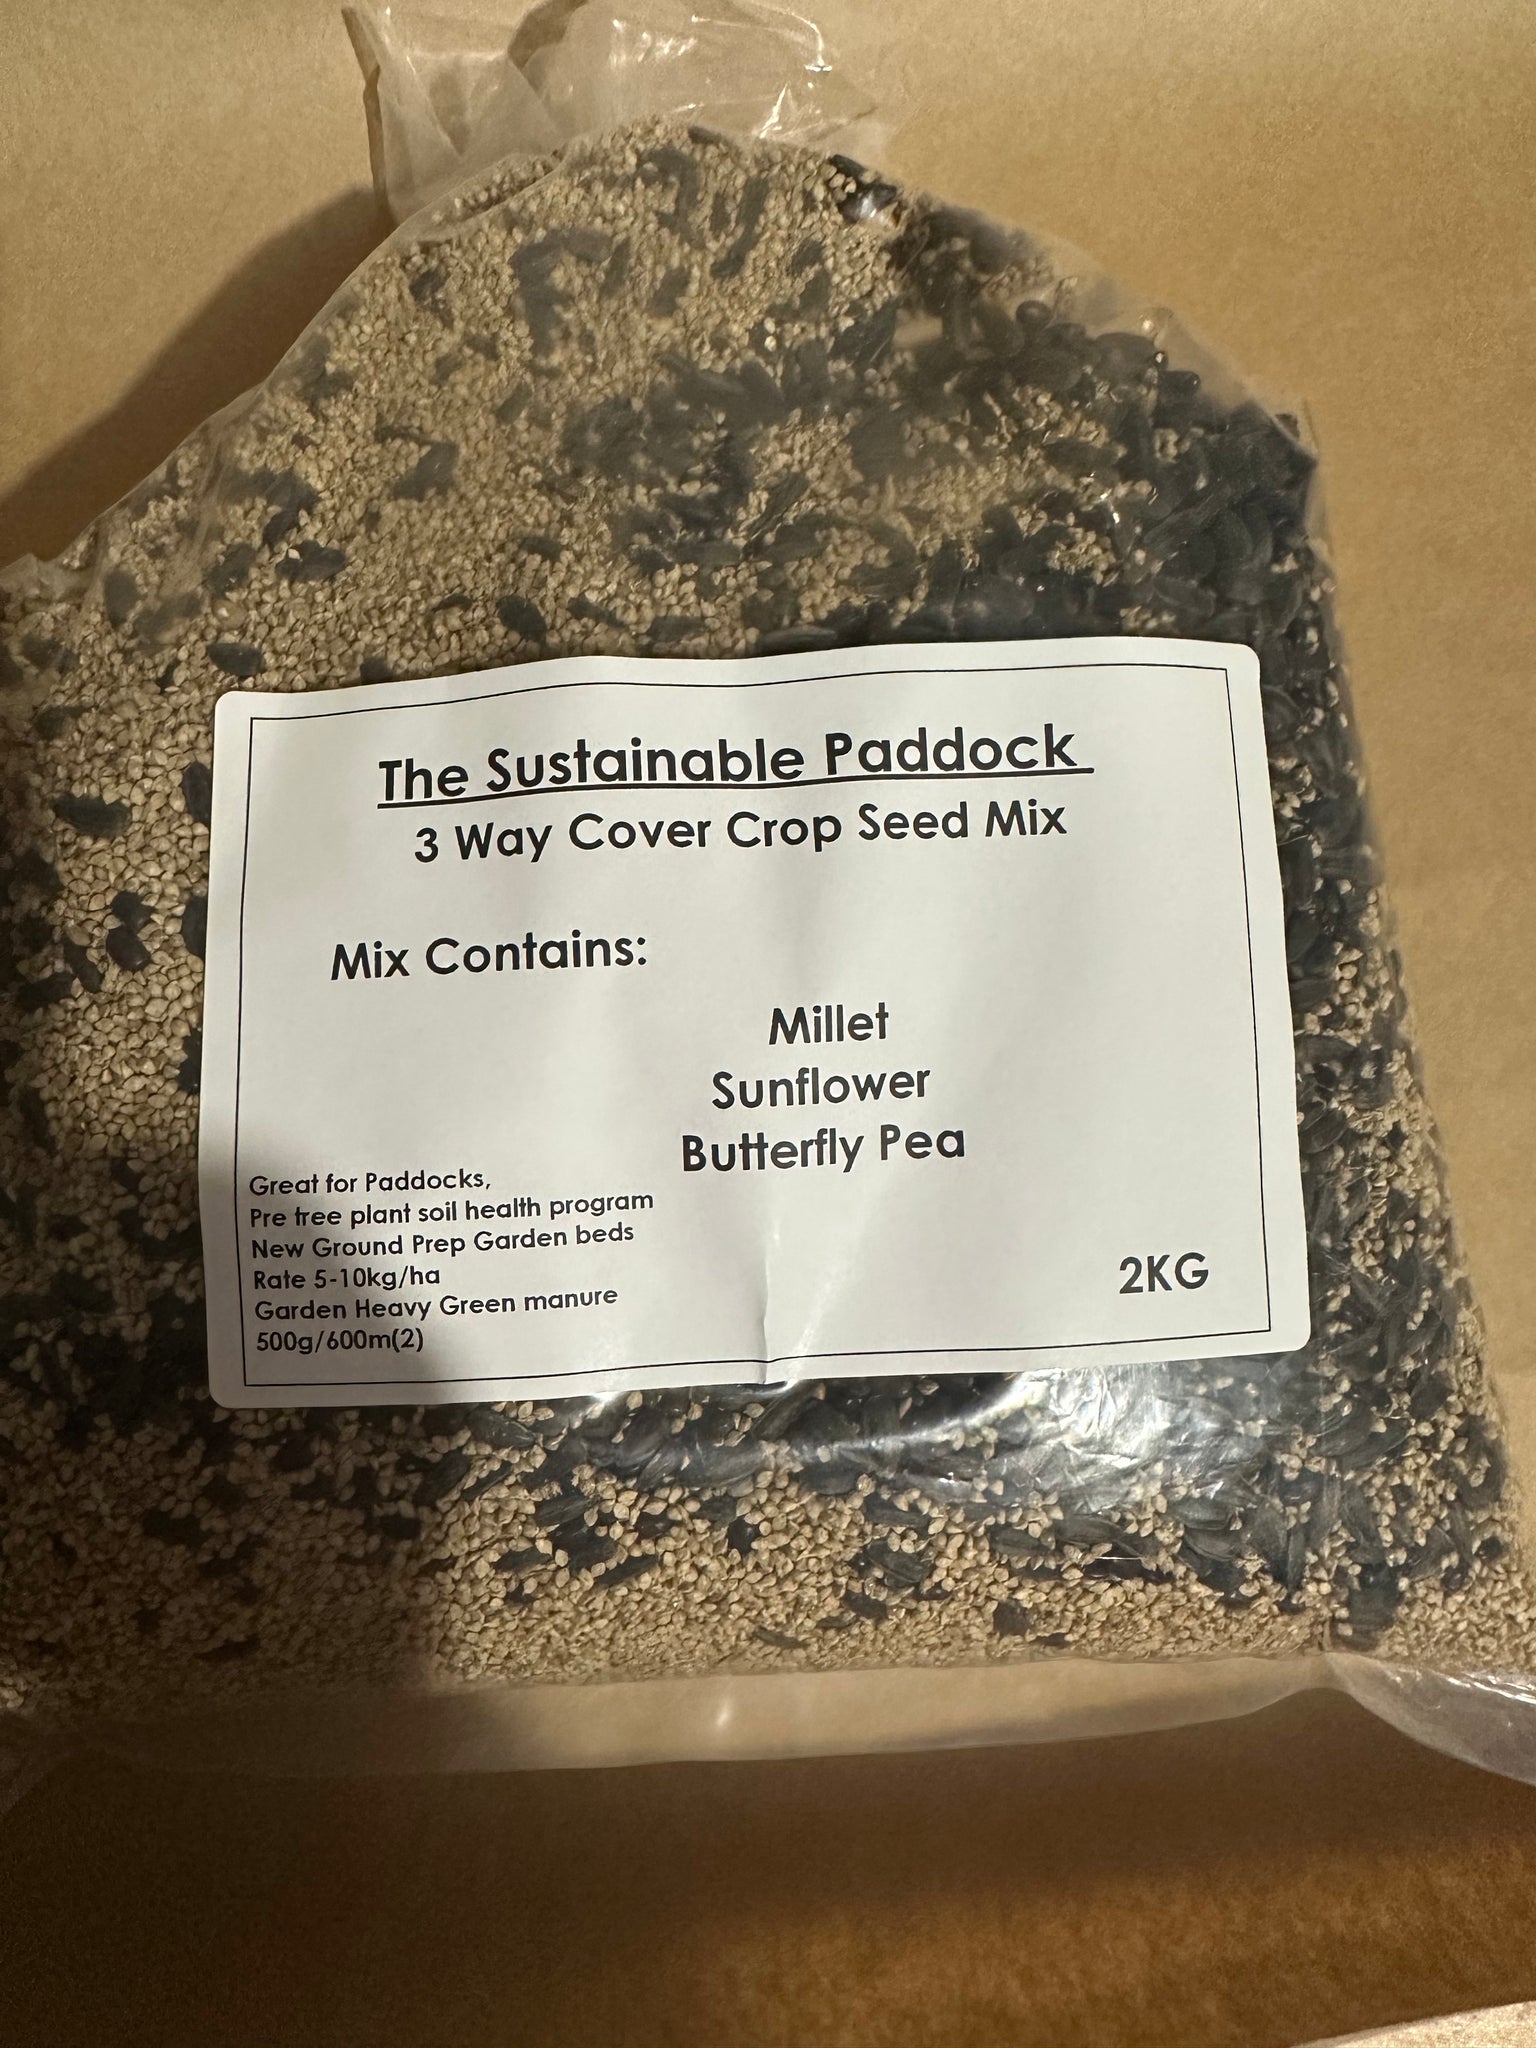 The Sustainable Paddock
3 Way Cover Crop Seed Mix
Mix Contains:
Millet
Sunflower
Butterfly Pea
Great for Paddocks,
Pre tree plant soil health program
New Ground Prep Garden beds
Rate 5-10kg/ha
Garden Heavy Green manure
500g/600m(2)
2KG